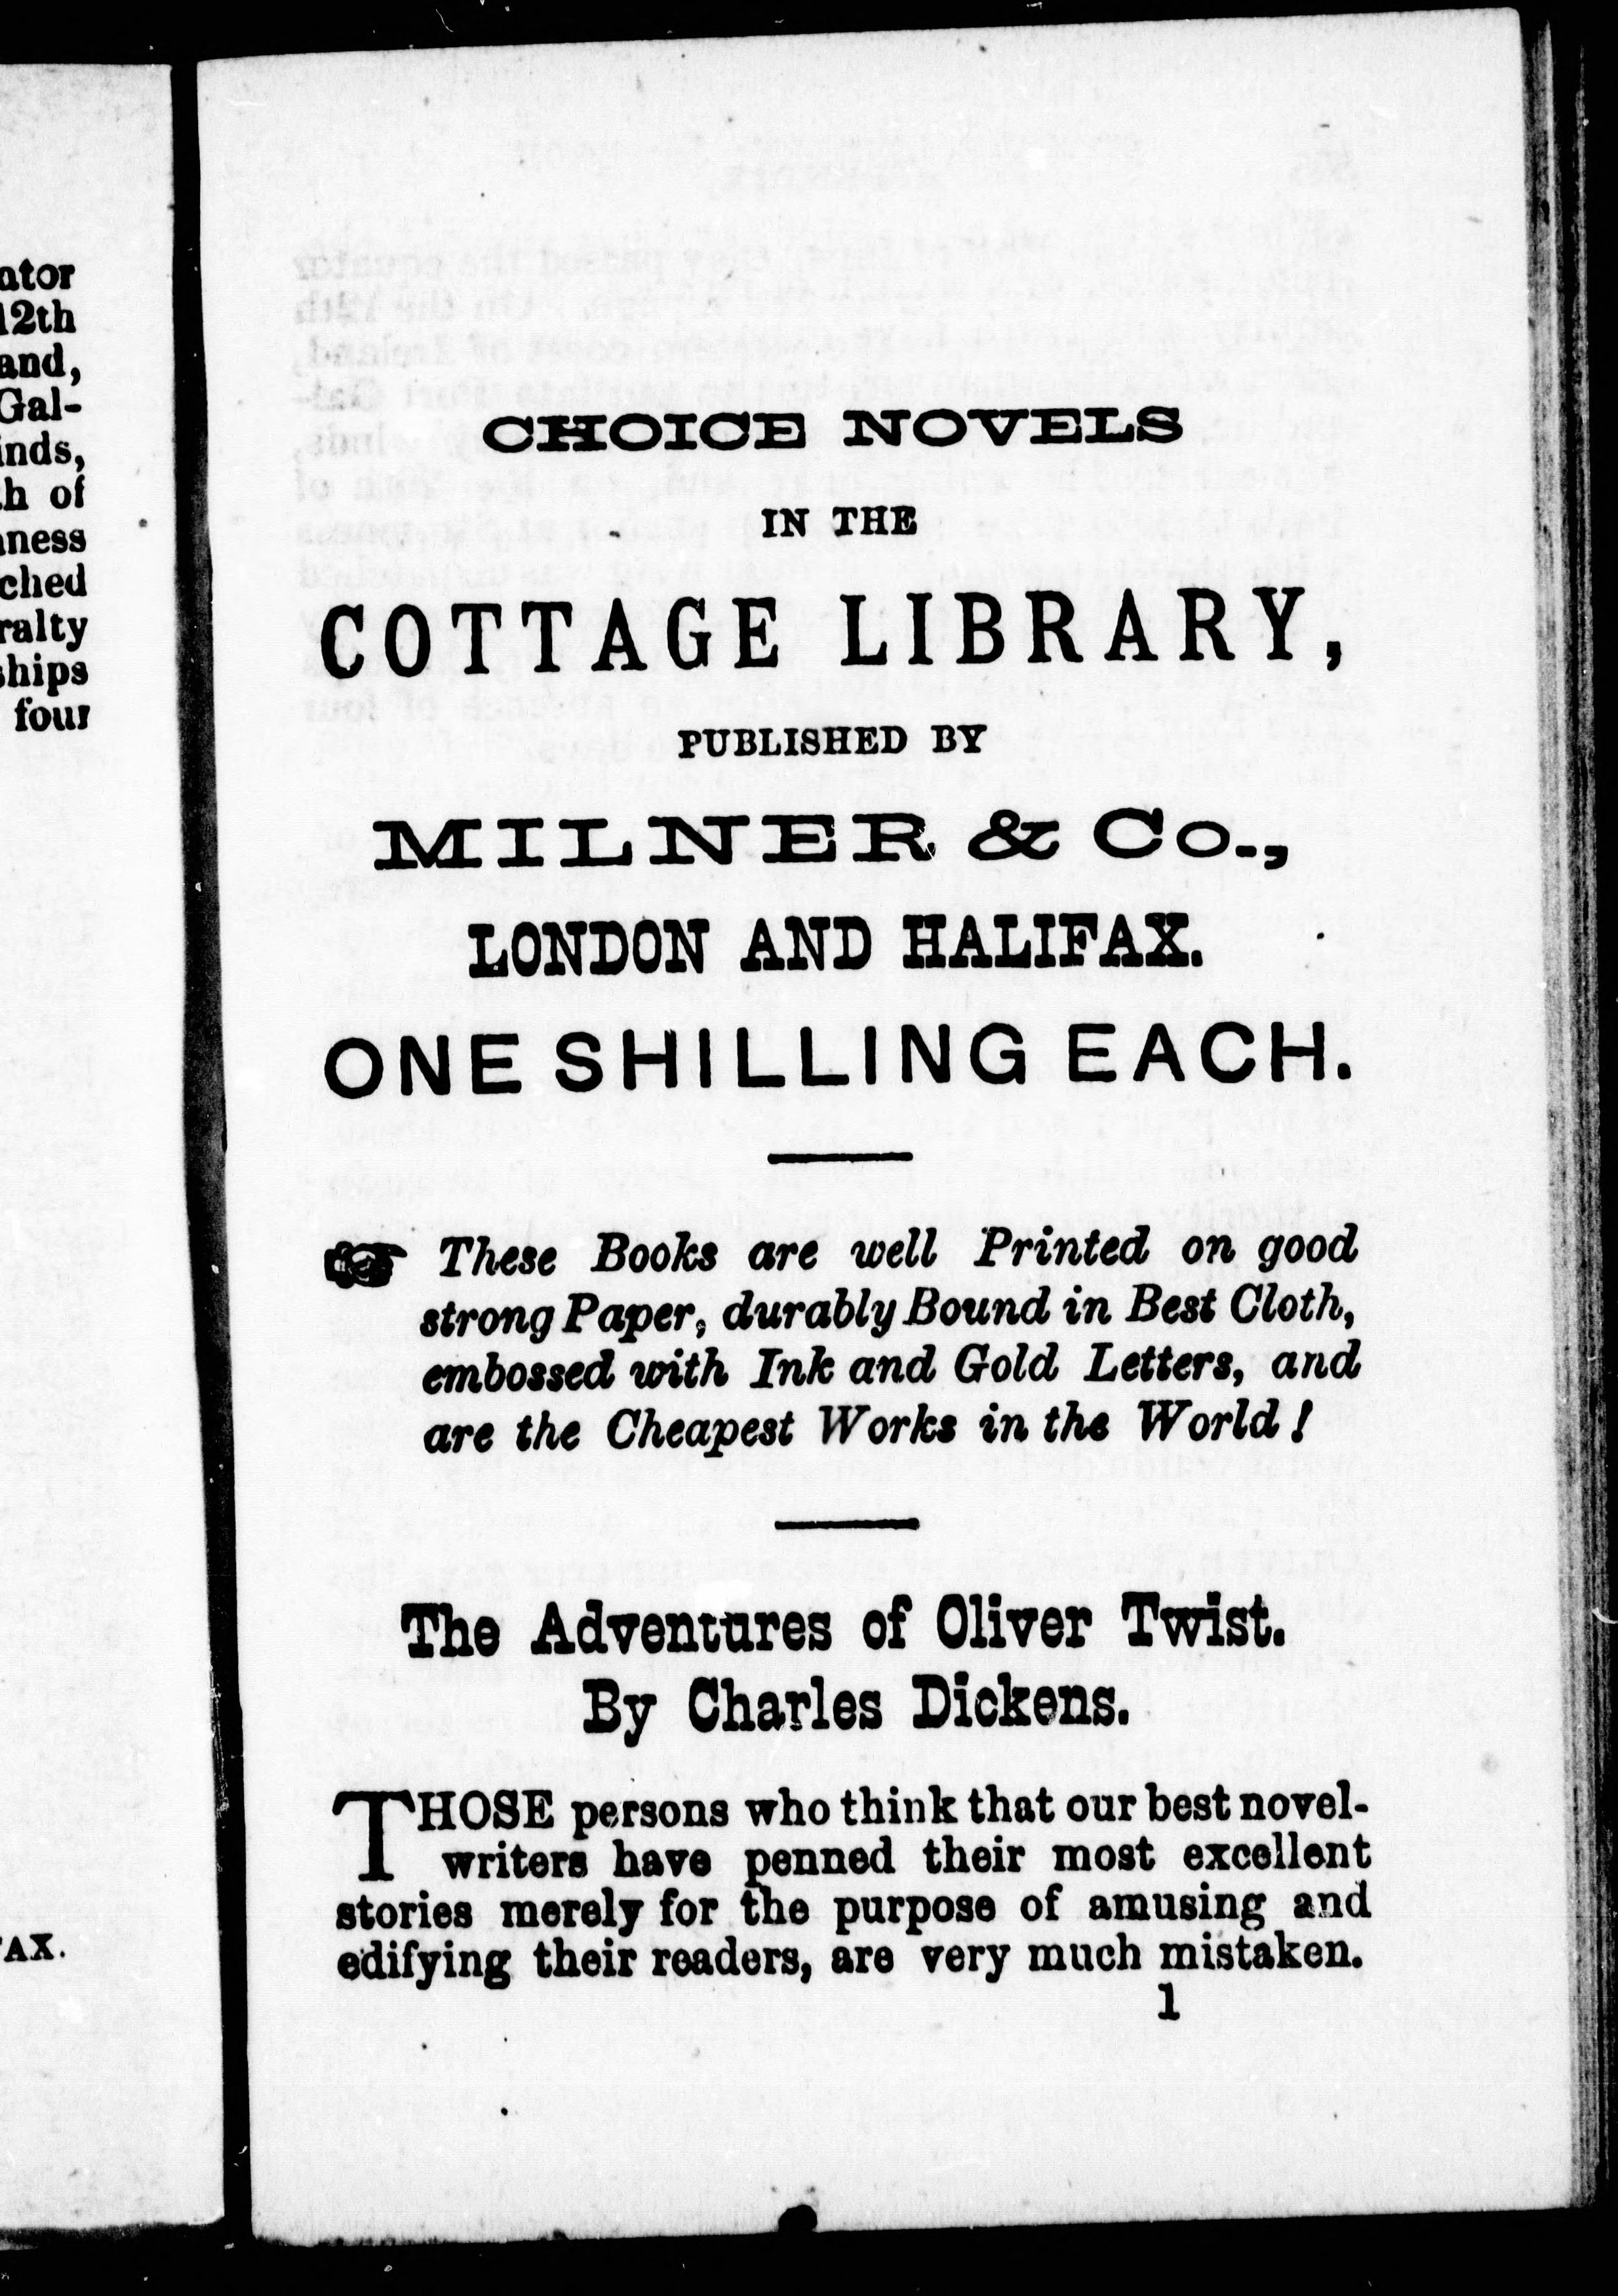 ator
12th
and,
Gal-
inds,
h of
ness
ched
ralty
ships
four
AX.
CHOICE NOVELS
IN THE
COTTAGE LIBRARY,
PUBLISHED BY
MILNER & Co.,
LONDON AND HALIFAX.
ONE SHILLING EACH.
☞ These Books are well Printed on good
strong Paper, durably Bound in Best Cloth,
embossed with Ink and Gold Letters, and
are the Cheapest Works in the World!
The Adventures of Oliver Twist.
By Charles Dickens.
THOSE persons who think that our best novel-
writers have penned their most excellent
stories merely for the purpose of amusing and
edifying their readers, are very much mistaken.
1